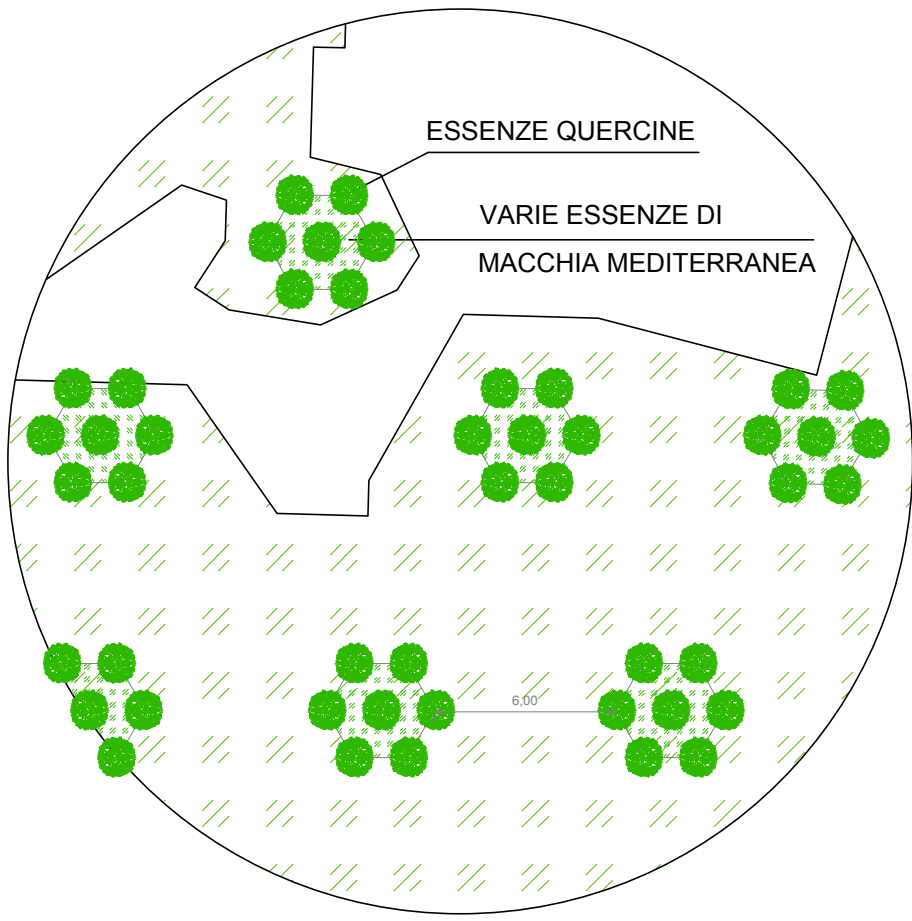 ESSENZE QUERCINE
VARIE ESSENZE DI
MACCHIA MEDITERRANEA
6,00